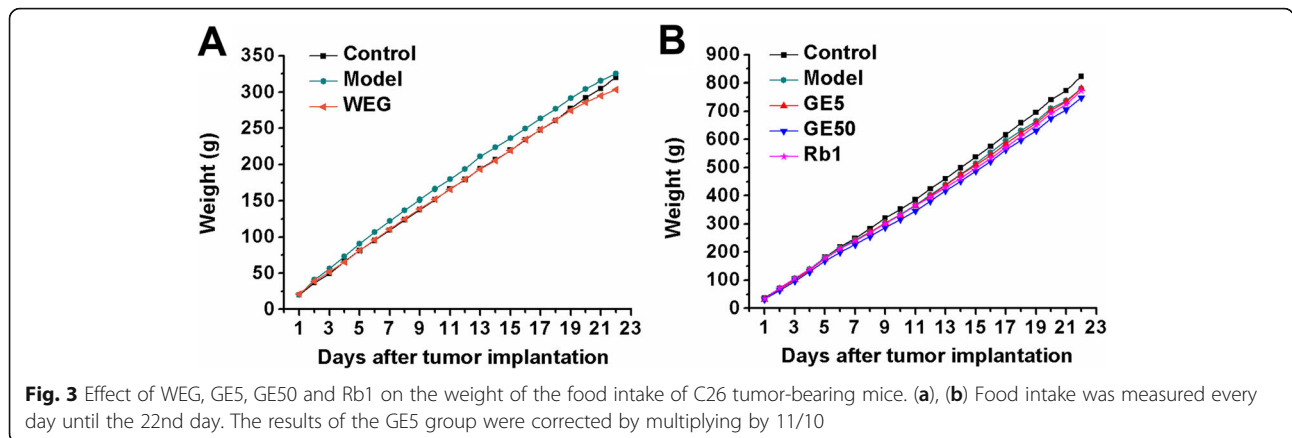 A
Control
Model
WEG
350
300
250
200
150
100
50
0
Weight (g)
1 3 5 7 9 11 13 15 17 19 21 23
Days after tumor implantation
B
Control
Model
GE5
GE50
Rb1
900
800
700
600
500
400
300
200
100
0
Weight (g)
1 3 5 7 9 11 13 15 17 19 21 23
Days after tumor implantation
Fig. 3 Effect of WEG, GE5, GE50 and Rb1 on the weight of the food intake of C26 tumor-bearing mice. (a), (b) Food intake was measured every
day until the 22nd day. The results of the GE5 group were corrected by multiplying by 11/10